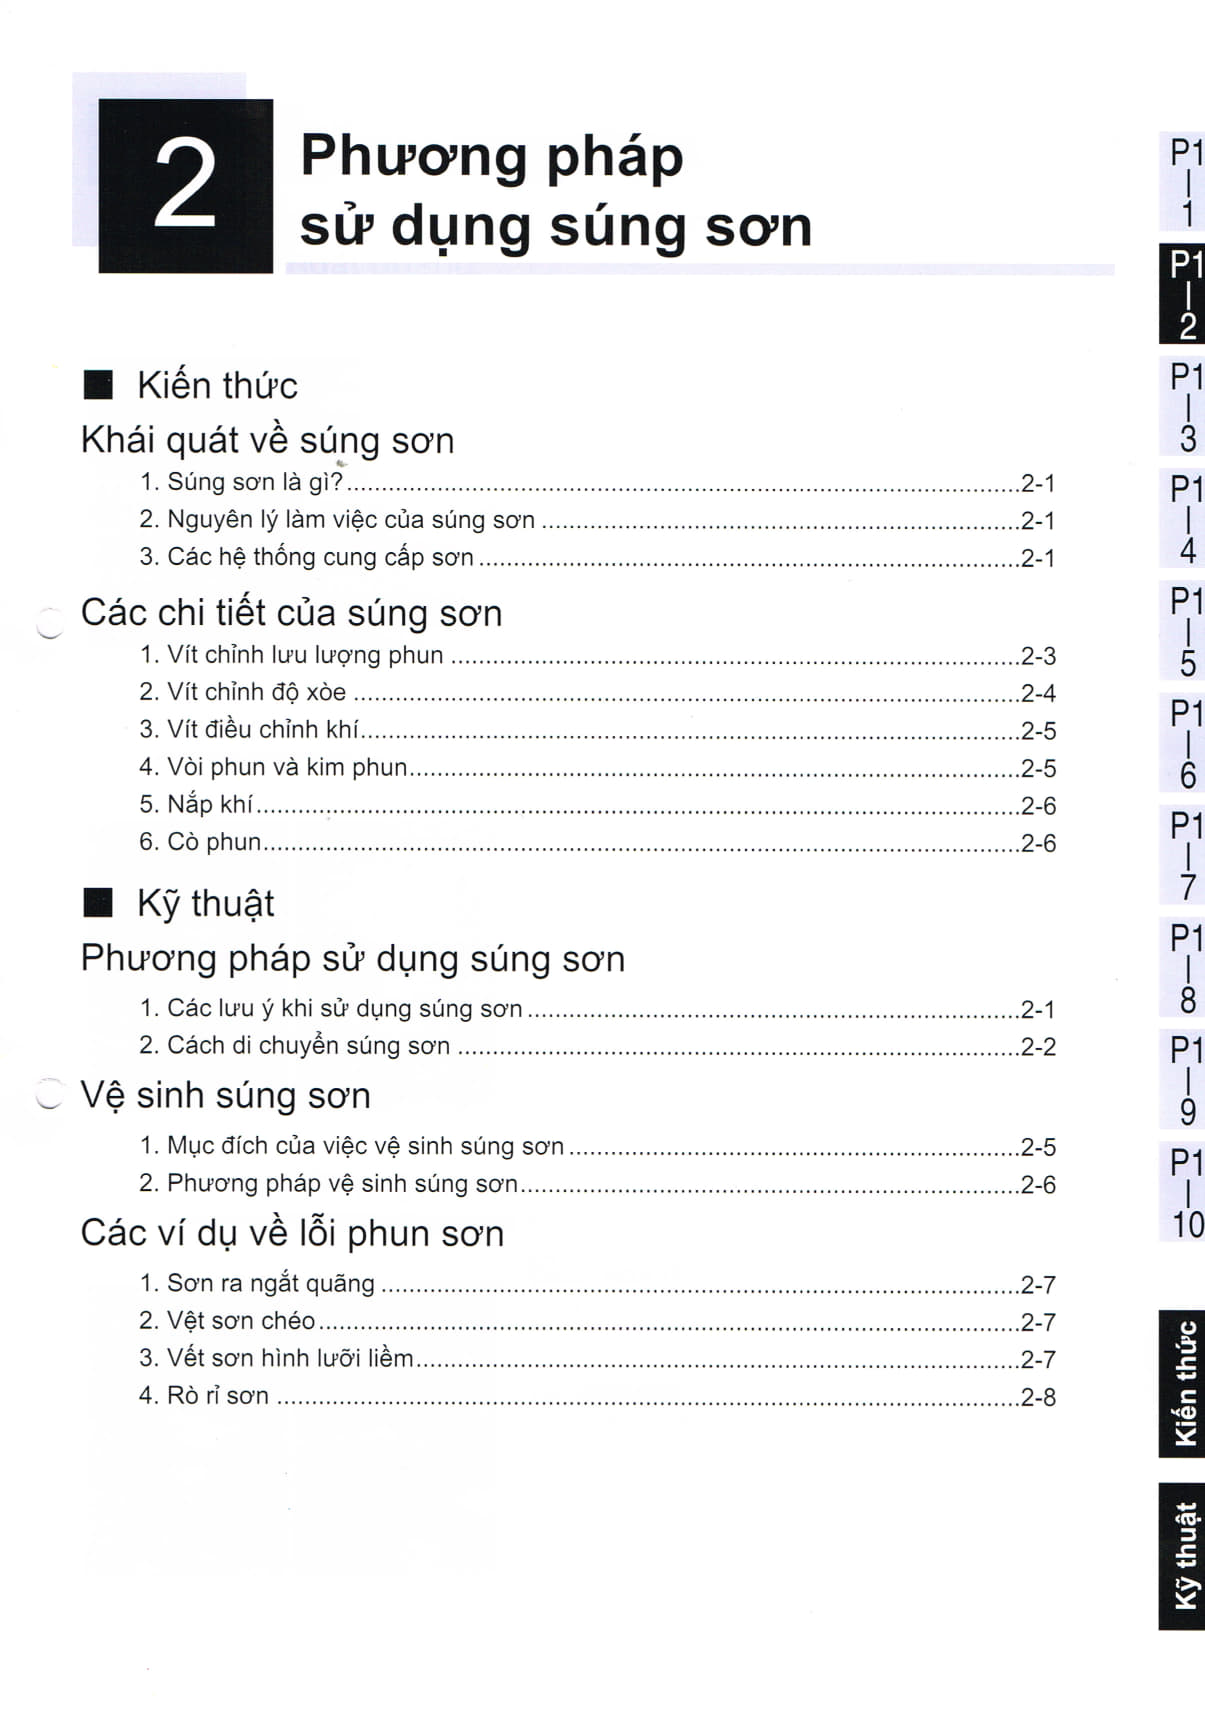 2
Phương pháp
sử dụng súng sơn
■ Kiến thức
Khái quát về súng sơn
1. Súng sơn là gì?....................2-1
2. Nguyên lý làm việc của súng sơn ....................2-1
3. Các hệ thống cung cấp sơn ....................2-1
Các chi tiết của súng sơn
1. Vít chỉnh lưu lượng phun ....................2-3
2. Vít chỉnh độ xòe ....................2-4
3. Vít điều chỉnh khí....................2-5
4. Vòi phun và kim phun....................2-5
5. Nắp khí....................2-6
6. Cò phun....................2-6
■ Kỹ thuật
Phương pháp sử dụng súng sơn
1. Các lưu ý khi sử dụng súng sơn ....................2-1
2. Cách di chuyển súng sơn ....................2-2
Vệ sinh súng sơn
1. Mục đích của việc vệ sinh súng sơn ....................2-5
2. Phương pháp vệ sinh súng sơn....................2-6
Các ví dụ về lỗi phun sơn
1. Sơn ra ngắt quãng ....................2-7
2. Vệt sơn chéo....................2-7
3. Vết sơn hình lưỡi liềm....................2-7
4. Rò rỉ sơn ....................2-8
P1
|
1
P1
|
2
P1
|
3
P1
|
4
P1
|
5
P1
|
6
P1
|
7
P1
|
8
P1
|
9
P1
|
10
Kiến thức
Kỹ thuật